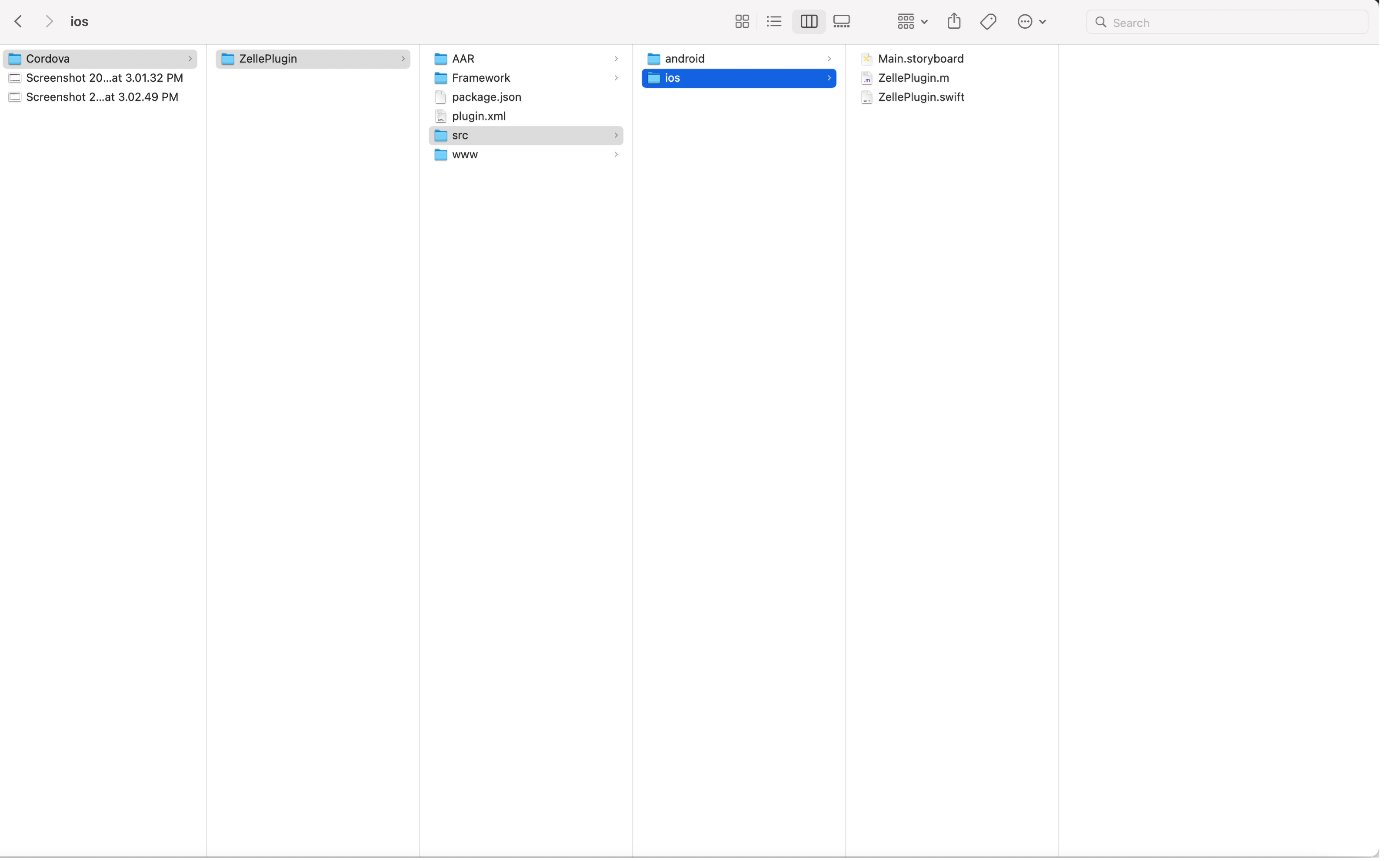 ios
Search
Cordova
Screenshot 20...at 3.01.32 PM
Screenshot 2...at 3.02.49 PM
ZellePlugin
AAR
Framework
package.json
plugin.xml
src
www
android
ios
Main.storyboard
ZellePlugin.m
ZellePlugin.swift